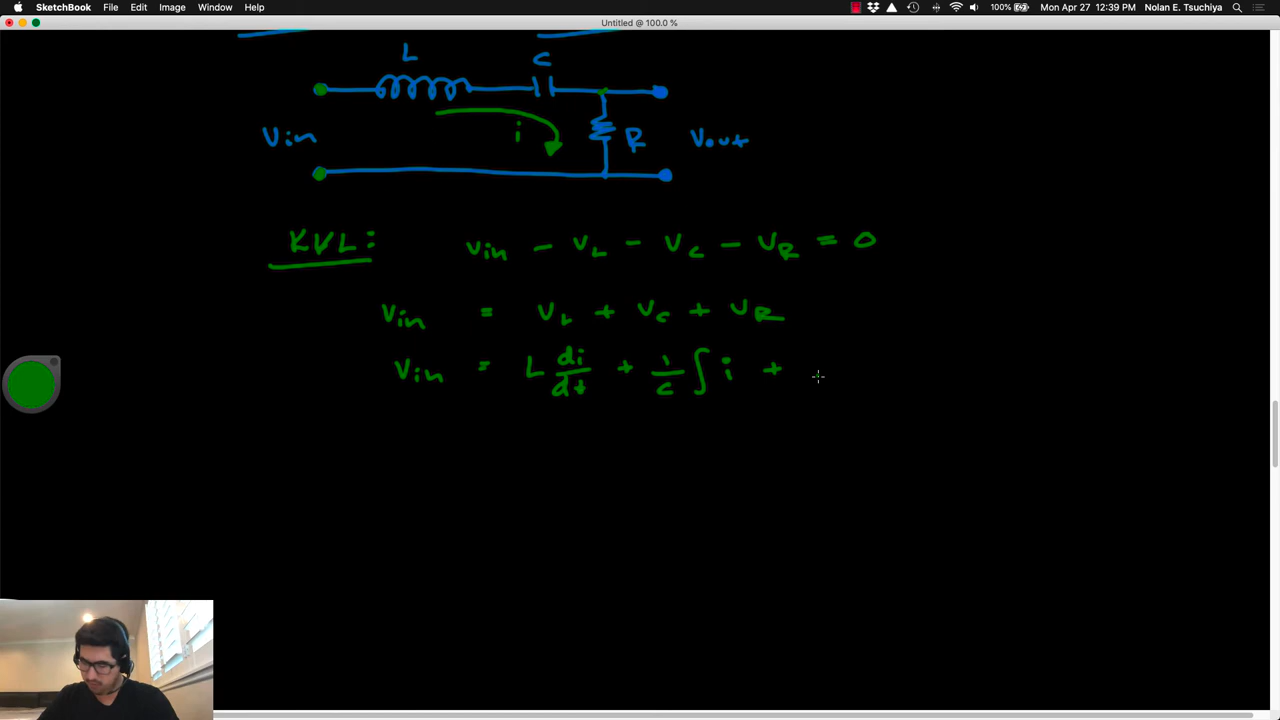 SketchBook File Edit Image Window Help 100% Mon Apr 27 12:39 PM Nolan E. Tsuchiya
Untitled @ 100.0 %
L C
Vin i R Vout
KVL: Vin - VL - VC - VR = 0
Vin = VL + VC + VR
Vin = L di/dt + 1/C ∫ i +